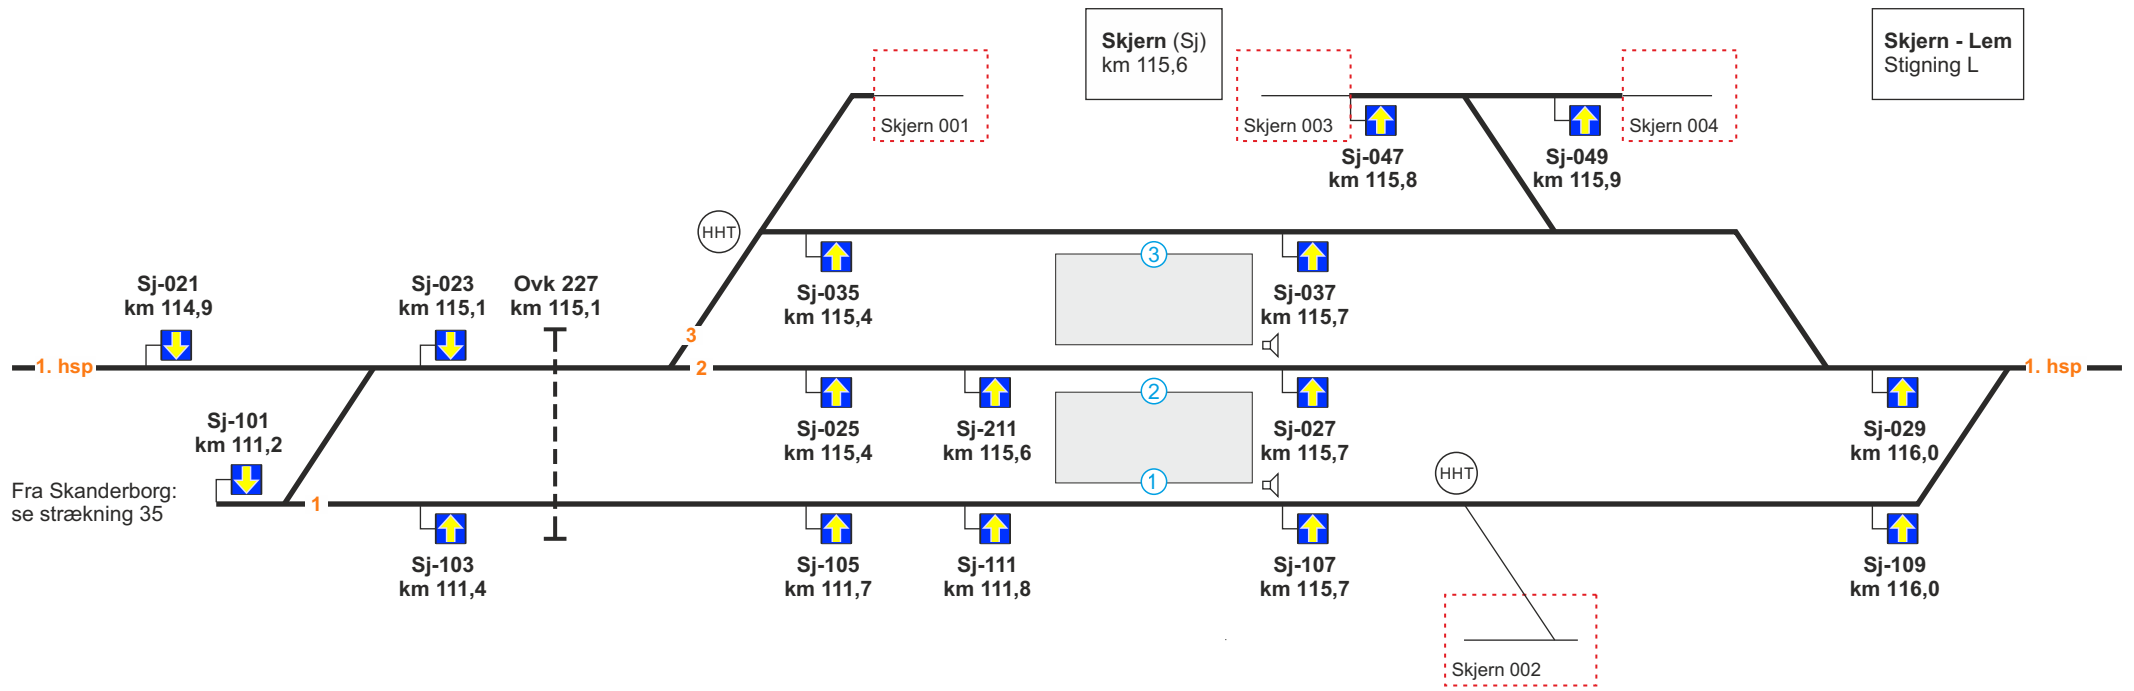 Skjern (Sj)
km 115,6
Skjern - Lem
Stigning L
Skjern 001
Skjern 003
Skjern 004
Sj-047
km 115,8
Sj-049
km 115,9
HHT
3
Sj-035
km 115,4
Sj-037
km 115,7
Sj-021
km 114,9
Sj-023
km 115,1
Ovk 227
km 115,1
3
1. hsp
2
1. hsp
2
Sj-025
km 115,4
Sj-211
km 115,6
Sj-027
km 115,7
Sj-029
km 116,0
Sj-101
km 111,2
HHT
1
Fra Skanderborg:
se strækning 35
1
Sj-103
km 111,4
Sj-105
km 111,7
Sj-111
km 111,8
Sj-107
km 115,7
Sj-109
km 116,0
Skjern 002